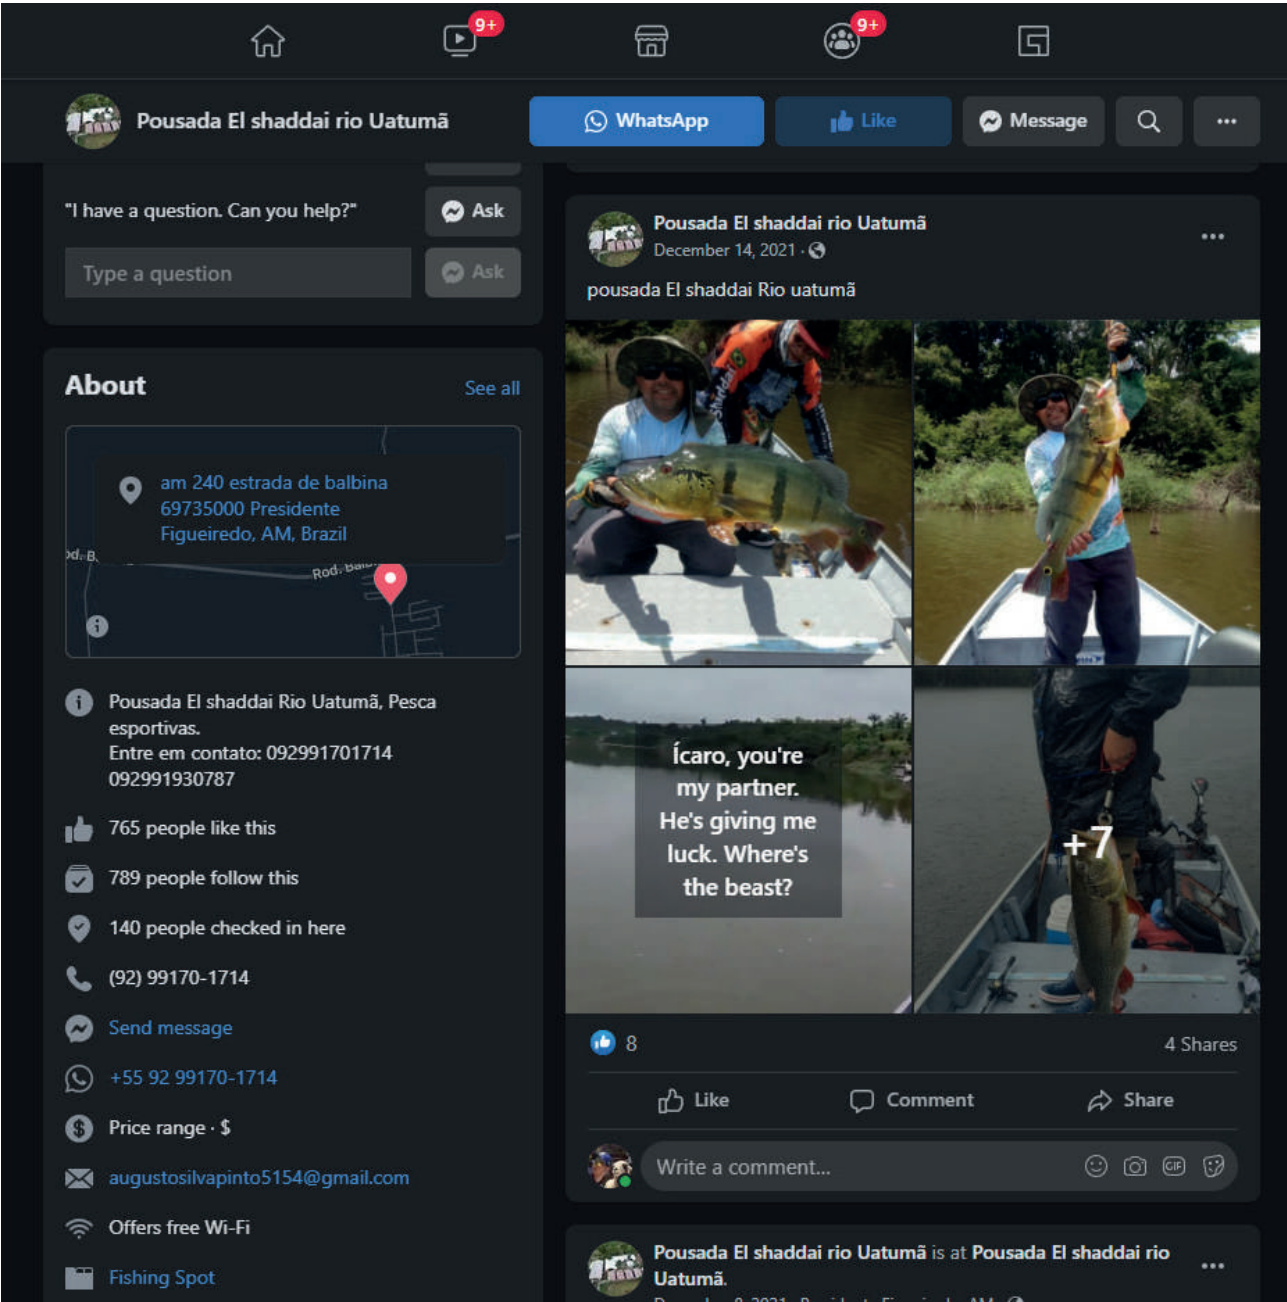 9+
9+
Pousada El shaddai rio Uatumã
WhatsApp
Like
Message
"I have a question. Can you help?"
Ask
Type a question
Ask
About
See all
am 240 estrada de balbina
69735000 Presidente
Figueiredo, AM, Brazil
Rod.
Pousada El shaddai Rio Uatumã, Pesca
esportivas.
Entre em contato: 092991701714
092991930787
765 people like this
789 people follow this
140 people checked in here
(92) 99170-1714
Send message
+55 92 99170-1714
Price range · $
augustosilvapinto5154@gmail.com
Offers free Wi-Fi
Fishing Spot
Pousada El shaddai rio Uatumã
December 14, 2021 ·
pousada El shaddai Rio uatumã
Shaddai
Ícaro, you're
my partner.
He's giving me
luck. Where's
the beast?
+7
8
4 Shares
Like
Comment
Share
Write a comment...
GIF
Pousada El shaddai rio Uatumã is at Pousada El shaddai rio
Uatumã.